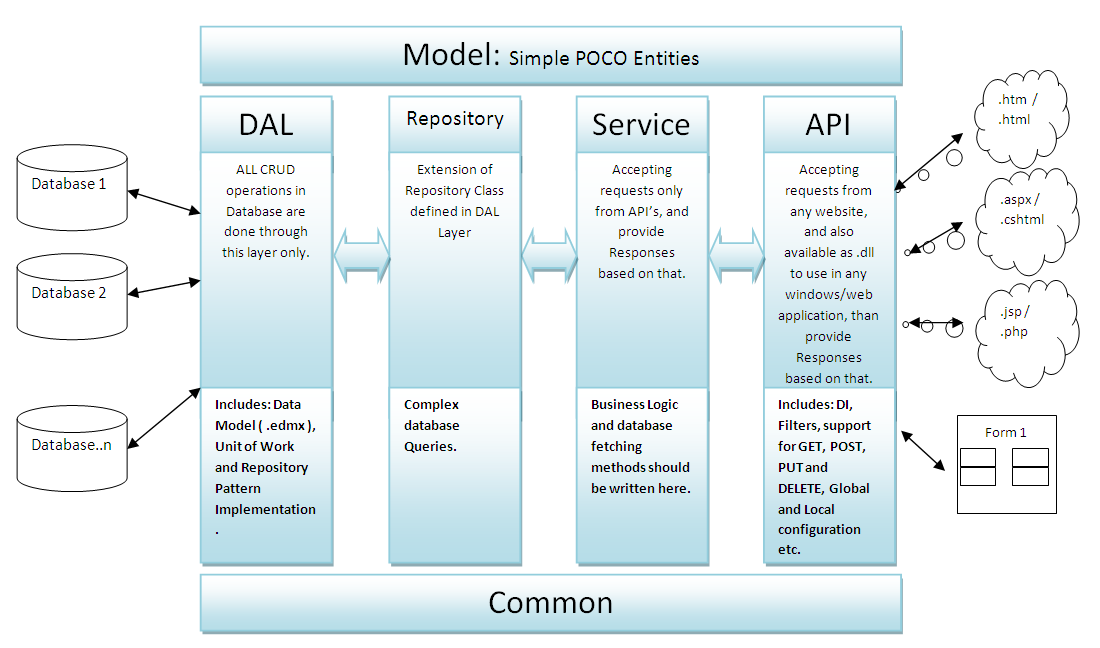 Model: Simple POCO Entities
Database 1
Database 2
Database..n
DAL
ALL CRUD
operations in
Database are
done through
this layer only.
Includes: Data
Model ( .edmx ),
Unit of Work
and Repository
Pattern
Implementation
.
Repository
Extension of
Repository Class
defined in DAL
Layer
Complex
database
Queries.
Service
Accepting
requests only
from API's, and
provide
Responses
based on that.
Business Logic
and database
fetching
methods should
be written here.
API
Accepting
requests from
any website,
and also
available as .dll
to use in any
windows/web
application, than
provide
Responses
based on that.
Includes: DI,
Filters, support
for GET, POST,
PUT and
DELETE, Global
and Local
configuration
etc.
.htm /
.html
.aspx /
.cshtml
.jsp /
.php
Form 1
Common